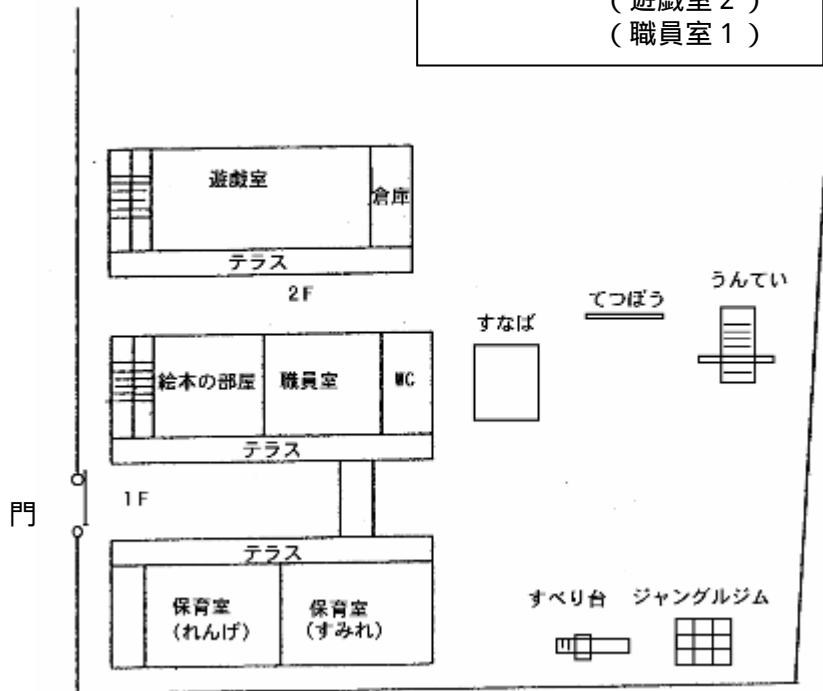 （遊戯室２）
（職員室１）
遊戯室
倉庫
テラス
2F
うんてい
てつぼう
すなば
絵本の部屋
職員室
WC
テラス
門
1F
テラス
保育室
（れんげ）
保育室
（すみれ）
すべり台
ジャングルジム